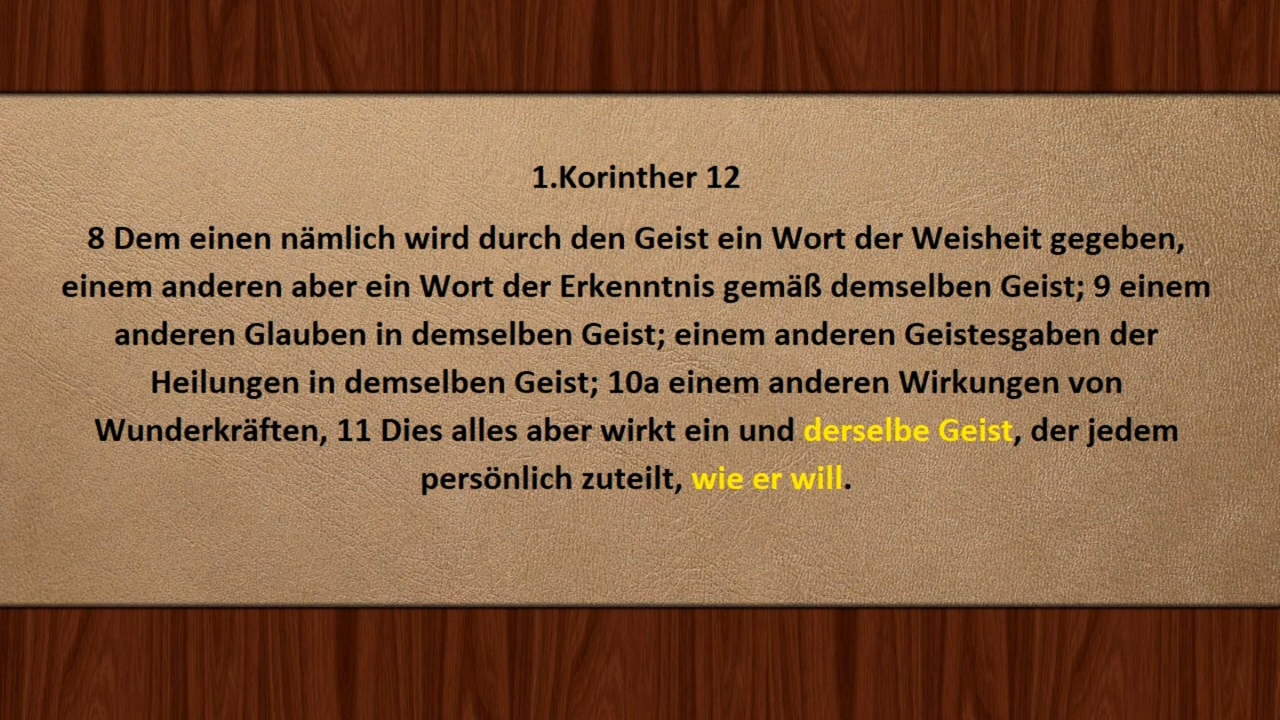 1.Korinther 12
8 Dem einen nämlich wird durch den Geist ein Wort der Weisheit gegeben,
einem anderen aber ein Wort der Erkenntnis gemäß demselben Geist; 9 einem
anderen Glauben in demselben Geist; einem anderen Geistesgaben der
Heilungen in demselben Geist; 10a einem anderen Wirkungen von
Wunderkräften, 11 Dies alles aber wirkt ein und derselbe Geist, der jedem
persönlich zuteilt, wie er will.